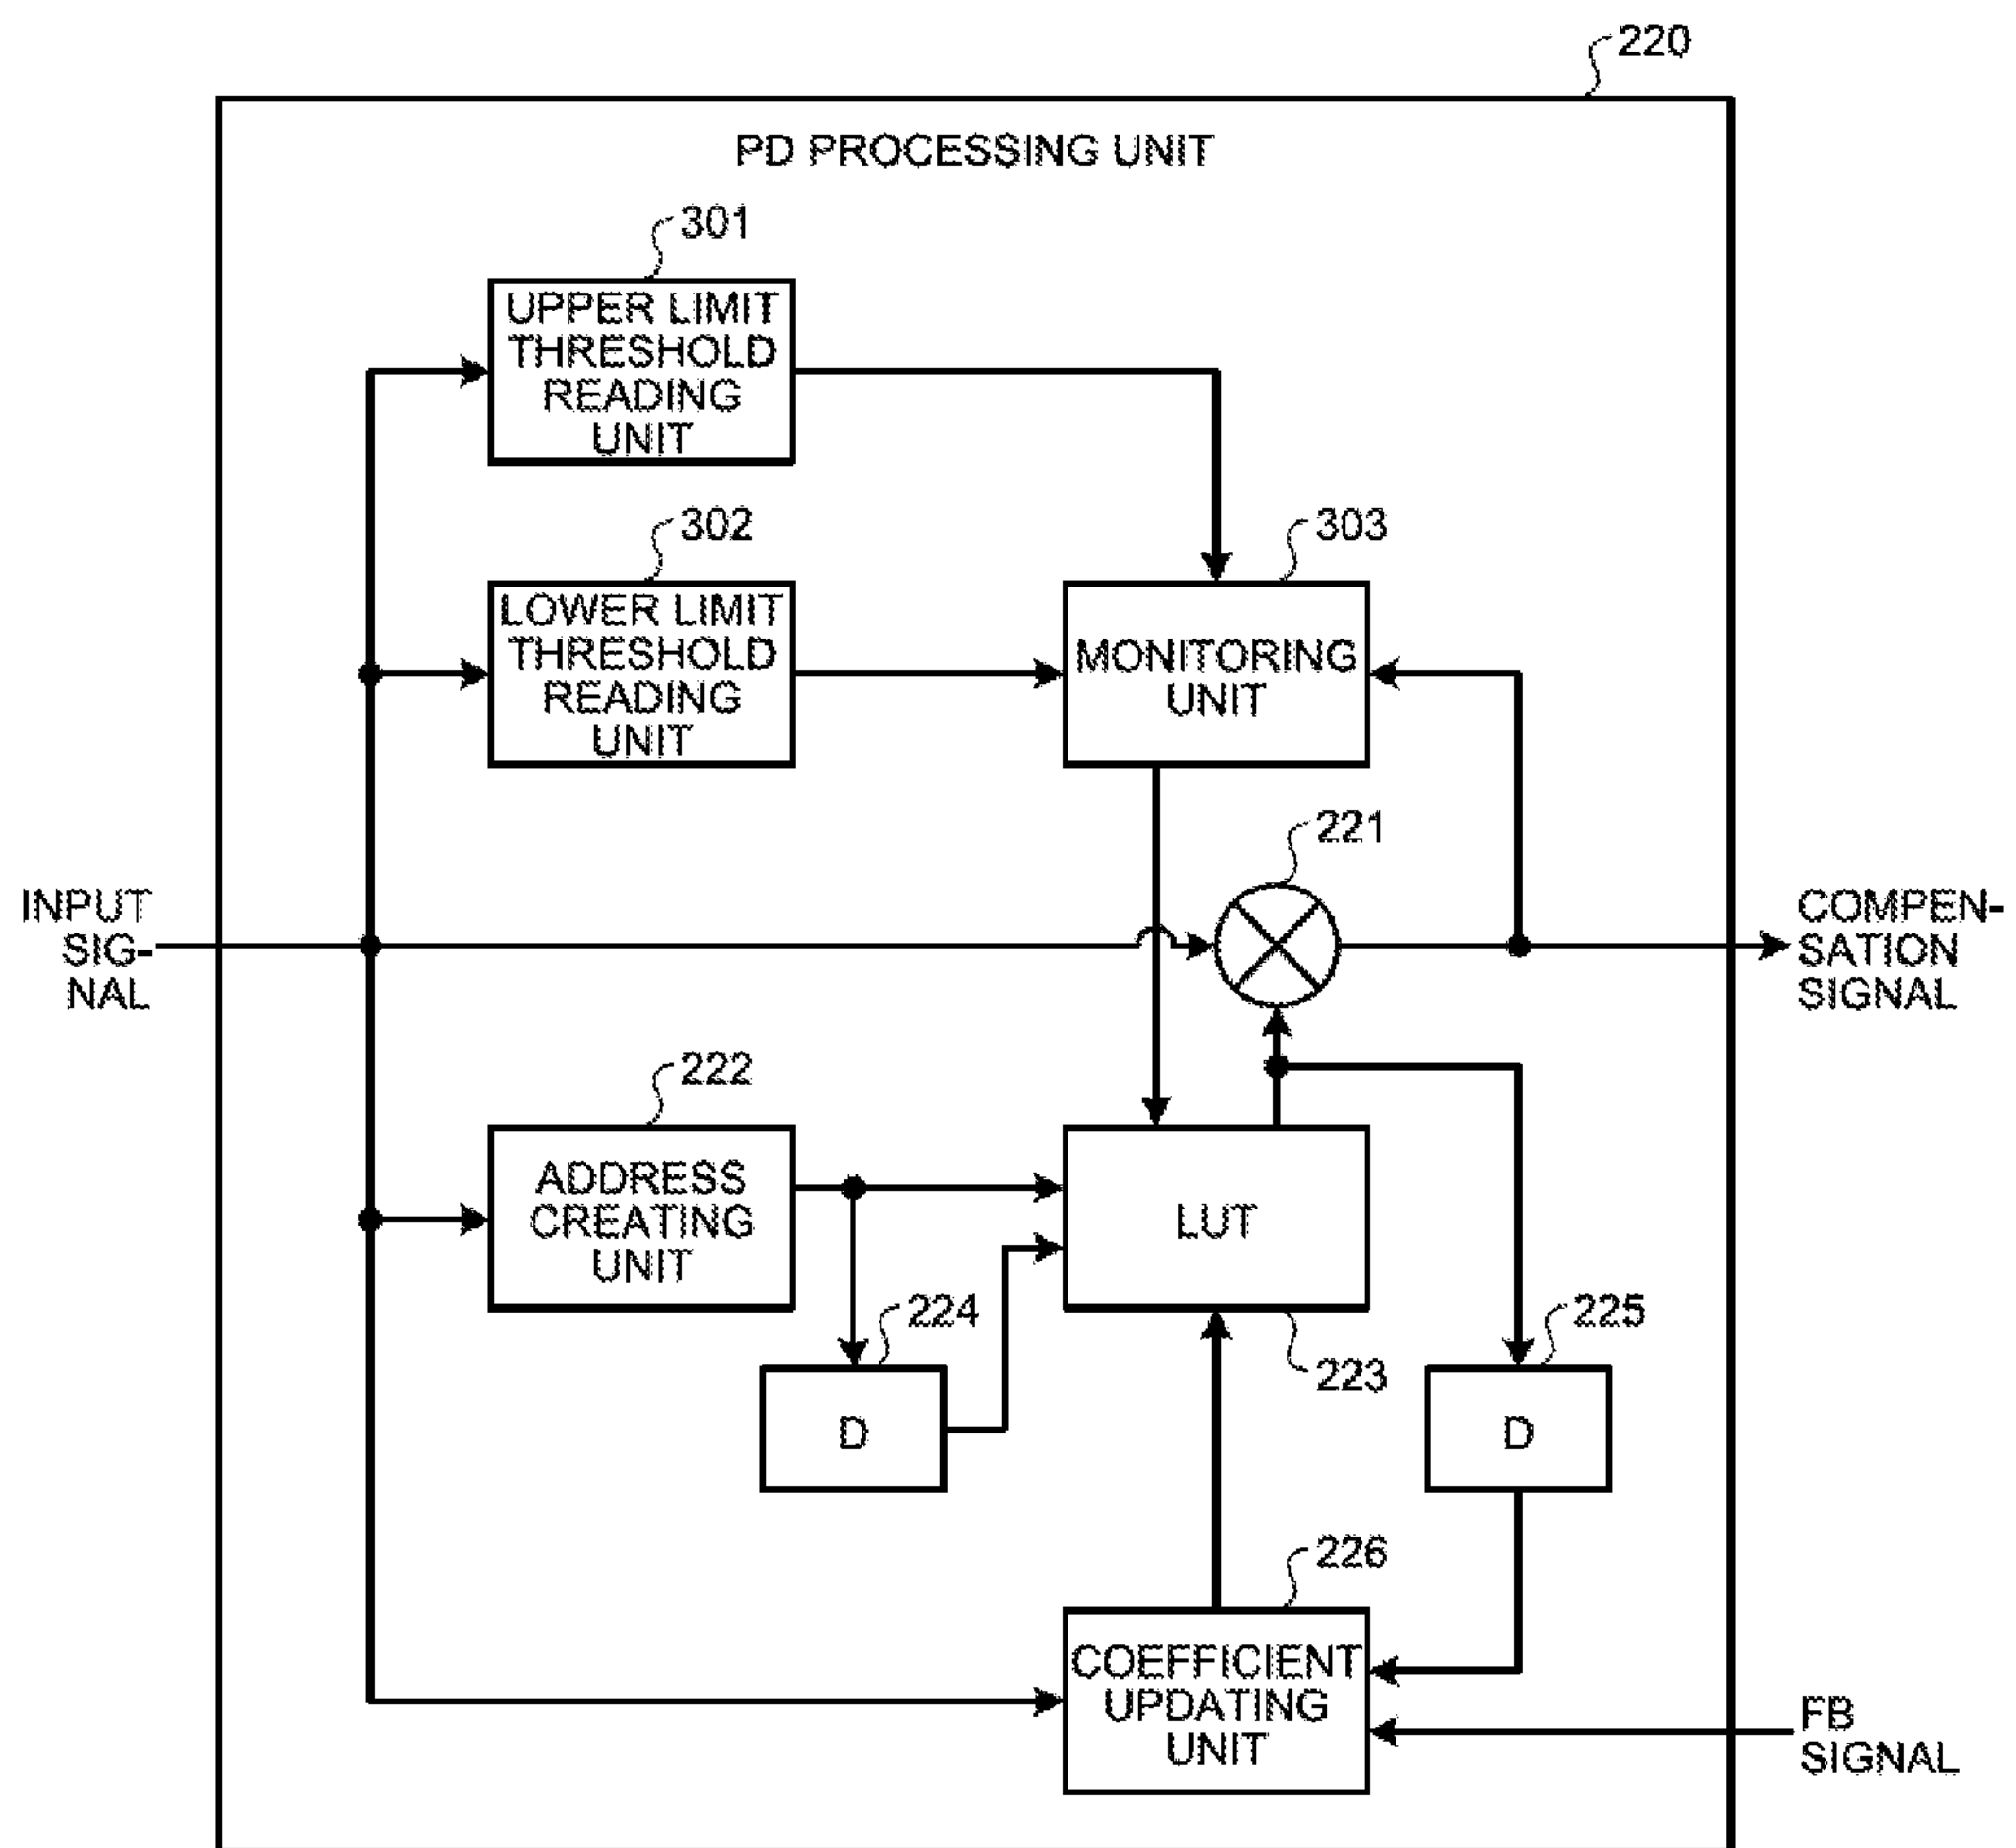 220
PD PROCESSING UNIT
301
UPPER LIMIT
THRESHOLD
READING
UNIT
302
LOWER LIMIT
THRESHOLD
READING
UNIT
303
MONITORING
UNIT
221
INPUT
SIG-
NAL
COMPEN-
SATION
SIGNAL
222
ADDRESS
CREATING
UNIT
LUT
223
224
D
225
D
226
COEFFICIENT
UPDATING
UNIT
FB
SIGNAL